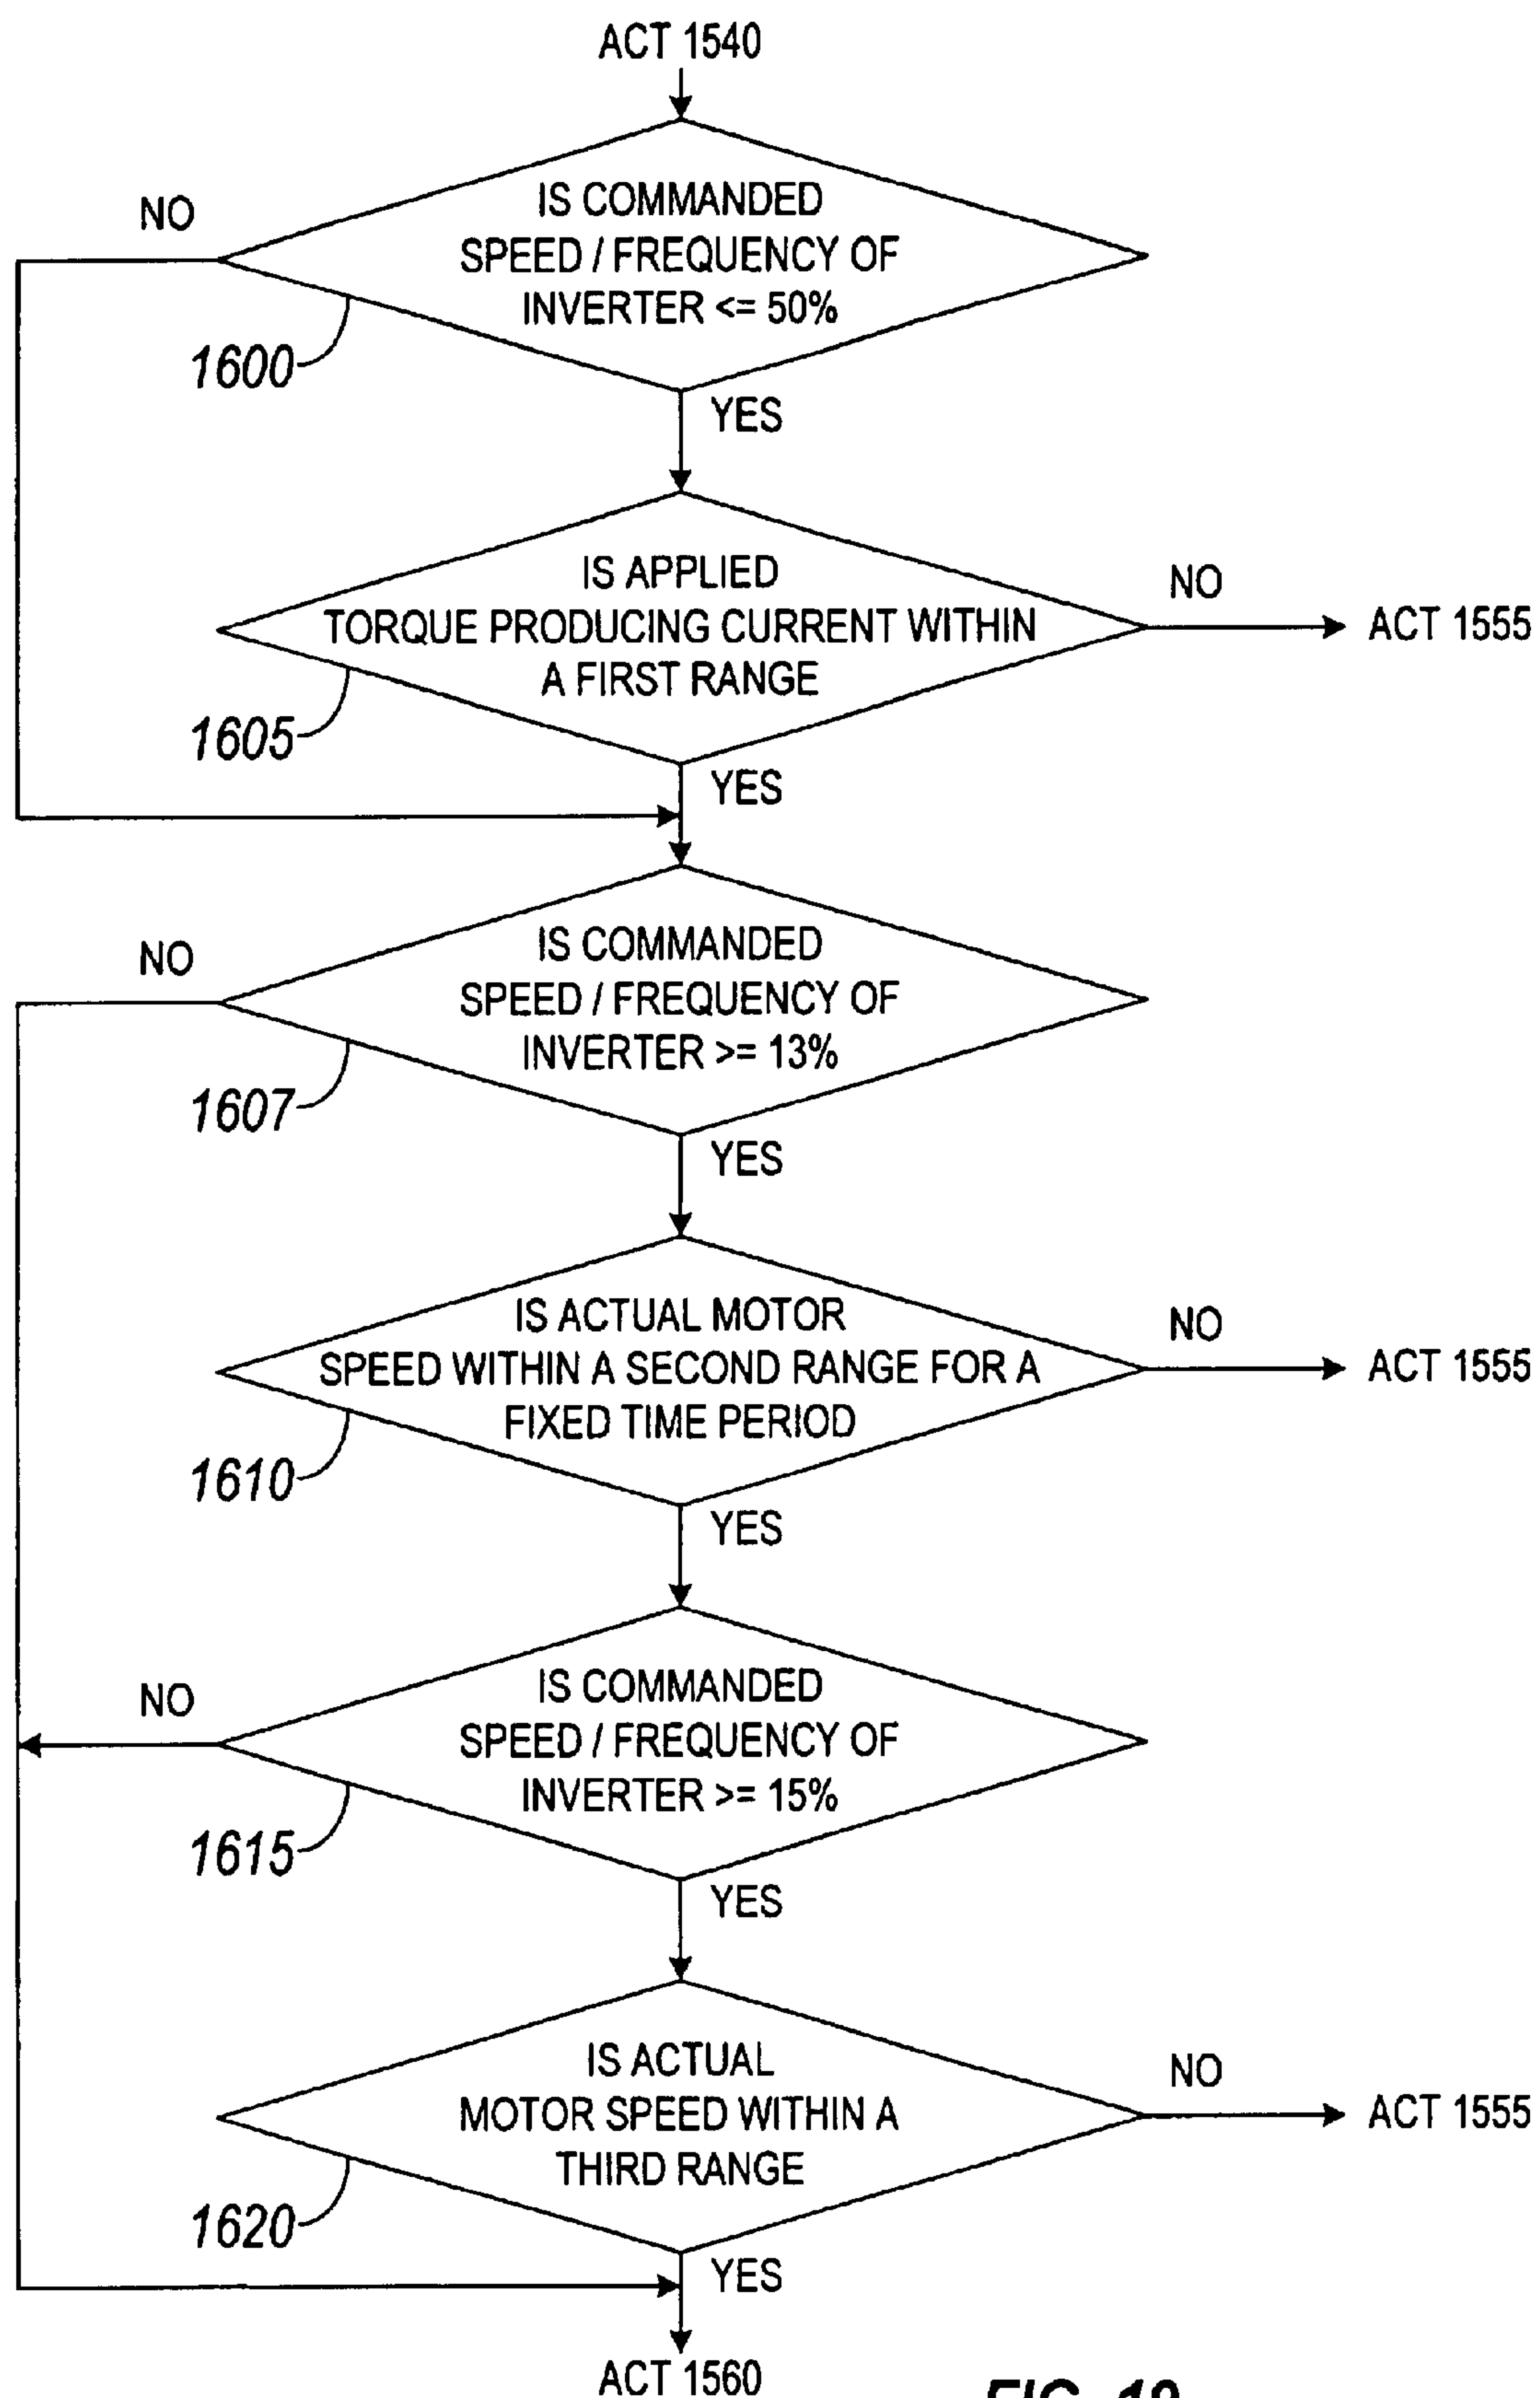 ACT 1540
IS COMMANDED
SPEED / FREQUENCY OF
INVERTER <= 50%
NO
1600
YES
IS APPLIED
TORQUE PRODUCING CURRENT WITHIN
A FIRST RANGE
NO
ACT 1555
1605
YES
IS COMMANDED
SPEED / FREQUENCY OF
INVERTER >= 13%
NO
1607
YES
IS ACTUAL MOTOR
SPEED WITHIN A SECOND RANGE FOR A
FIXED TIME PERIOD
NO
ACT 1555
1610
YES
IS COMMANDED
SPEED / FREQUENCY OF
INVERTER >= 15%
NO
1615
YES
IS ACTUAL
MOTOR SPEED WITHIN A
THIRD RANGE
NO
ACT 1555
1620
YES
ACT 1560
FIG.